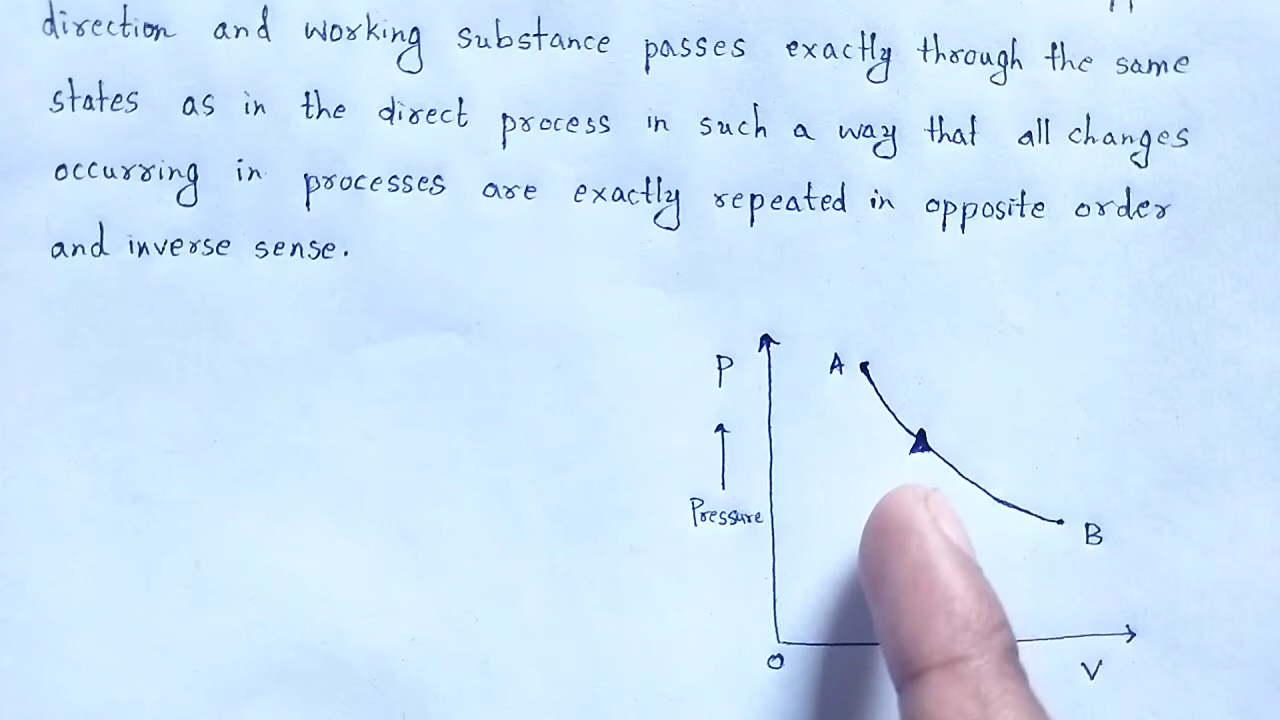 direction and working substance passes exactly through the same
states as in the direct process in such a way that all changes
occurring in processes are exactly repeated in opposite order
and inverse sense.
P
A
Pressure
B
O
V